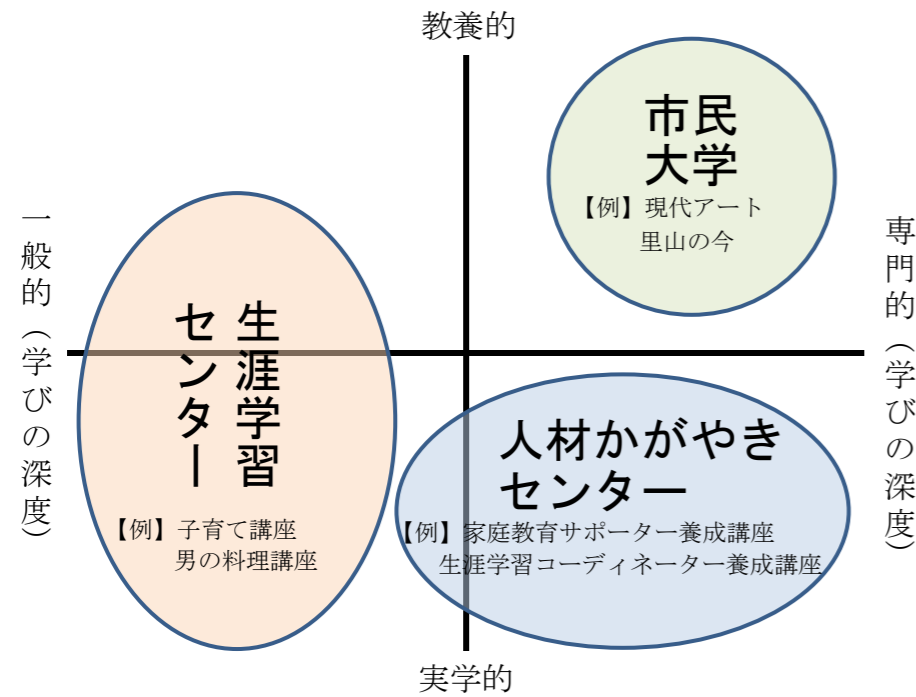 教養的
市民
大学
【例】現代アート
里山の今
一般的（学びの深度）
専門的（学びの深度）
生涯学習
センター
【例】子育て講座
男の料理講座
人材かがやき
センター
【例】家庭教育サポーター養成講座
生涯学習コーディネーター養成講座
実学的